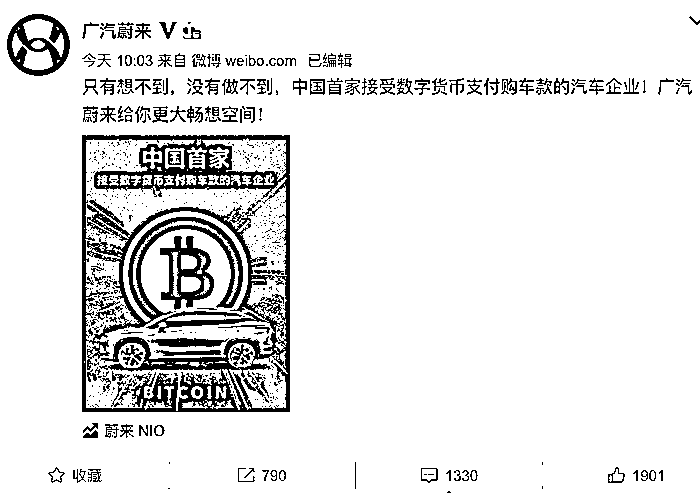 广汽蔚来 V
今天 10:03 来自 微博 weibo.com 已编辑
只有想不到，没有做不到，中国首家接受数字货币支付购车款的汽车企业！广汽
蔚来给你更大畅想空间！
中国首家
接受数字货币支付购车款的汽车企业
B
BITCOIN
蔚来 NIO
收藏 790 1330 1901